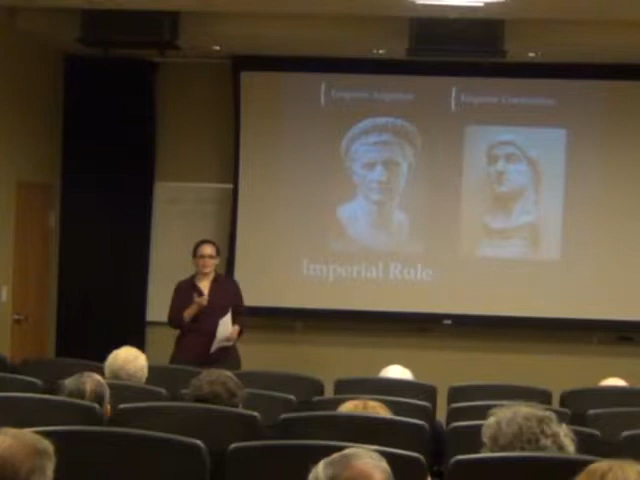 Emperor Augustus
Emperor Constantine
Imperial Rule